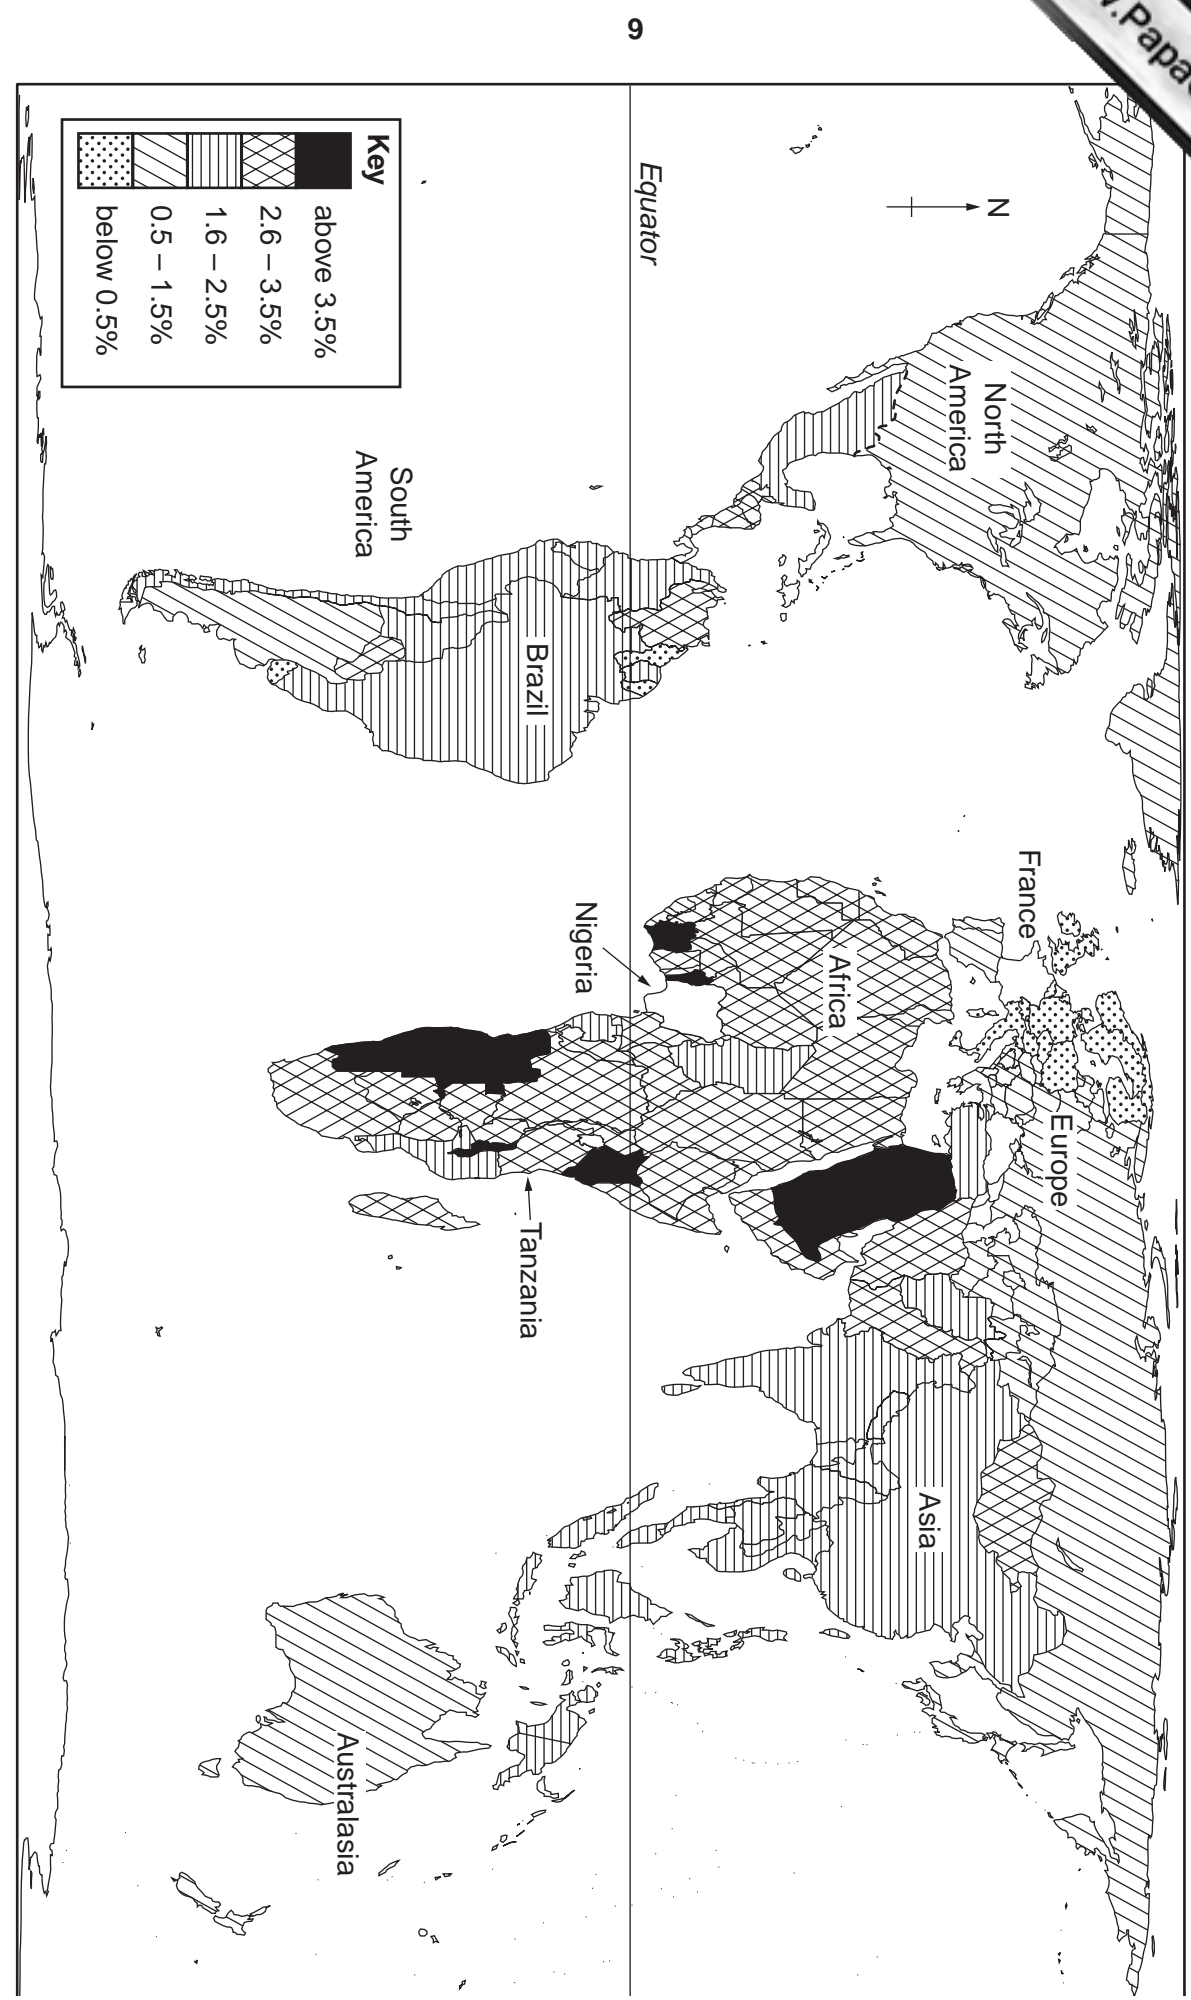 9
.Papa
Key
above 3.5%
2.6 – 3.5%
1.6 – 2.5%
0.5 – 1.5%
below 0.5%
N
Equator
North
America
South
America
Brazil
France
Europe
Africa
Nigeria
Tanzania
Asia
Australasia